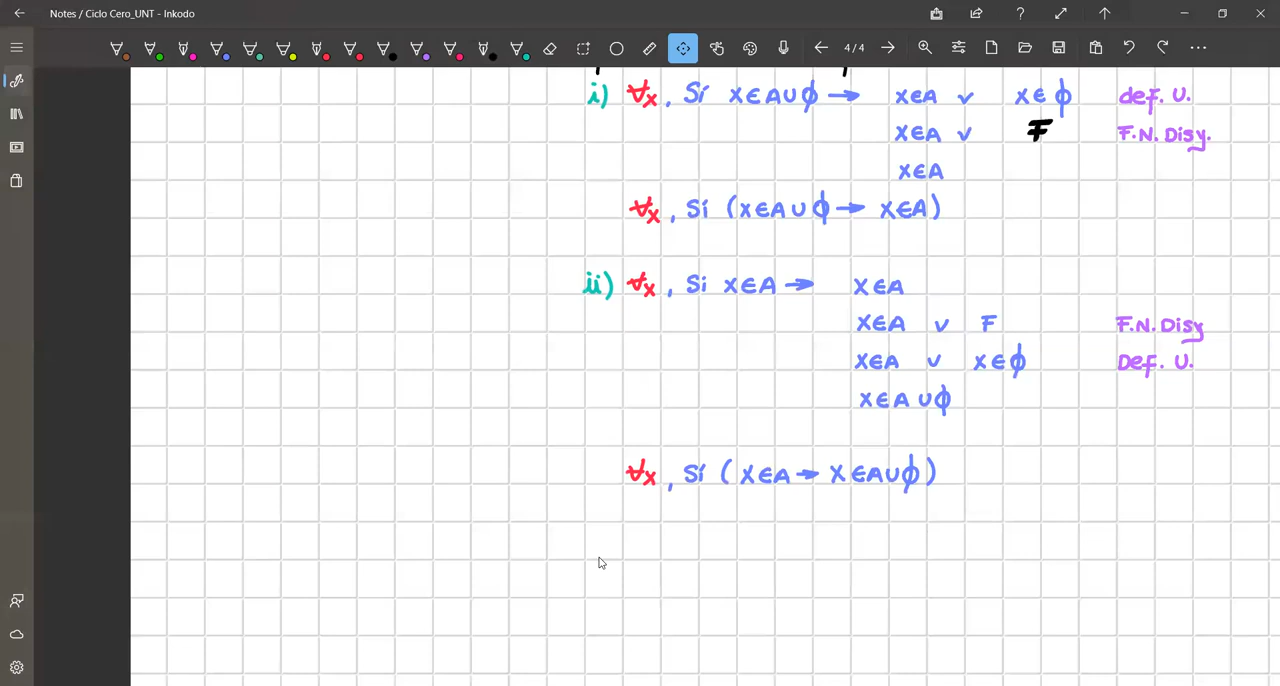 Notes / Ciclo Cero_UNT - Inkodo
4/4
i) ∀x, Si x∈A∪ϕ → x∈A ∨ x∈ϕ def. U.
x∈A ∨ F F.N. Disy.
x∈A
∀x, Si (x∈A∪ϕ → x∈A)
ii) ∀x, Si x∈A → x∈A
x∈A ∨ F F.N. Disy
x∈A ∨ x∈ϕ Def. U.
x∈A∪ϕ
∀x, Si (x∈A → x∈A∪ϕ)